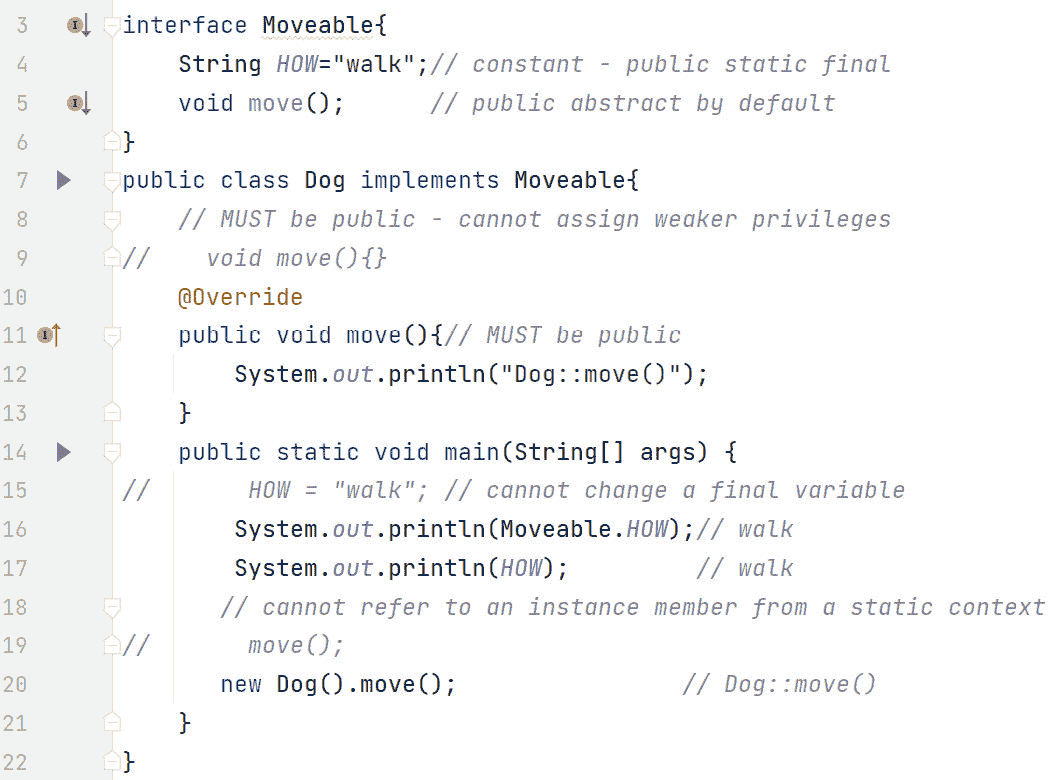 3 interface Moveable{
4     String HOW="walk";// constant - public static final
5     void move();      // public abstract by default
6 }
7 public class Dog implements Moveable{
8     // MUST be public - cannot assign weaker privileges
9 //    void move(){}
10     @Override
11     public void move(){// MUST be public
12         System.out.println("Dog::move()");
13     }
14     public static void main(String[] args) {
15 //       HOW = "walk"; // cannot change a final variable
16         System.out.println(Moveable.HOW);// walk
17         System.out.println(HOW);         // walk
18        // cannot refer to an instance member from a static context
19 //       move();
20        new Dog().move();                // Dog::move()
21     }
22 }